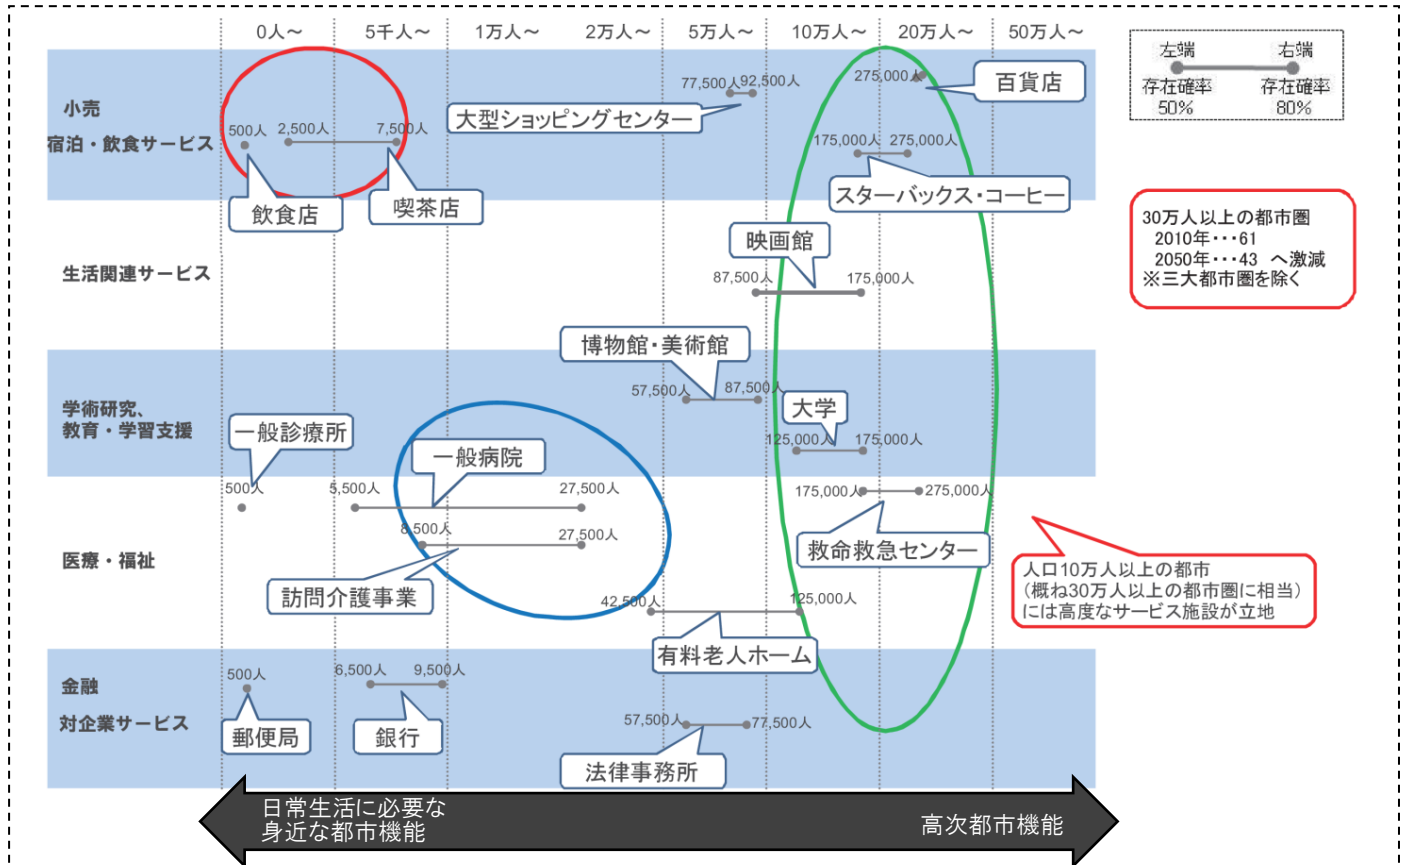 0人～
5千人～
1万人～
2万人～
5万人～
10万人～
20万人～
50万人～
左端
右端
存在確率
50%
存在確率
80%
小売
宿泊・飲食サービス
500人
2,500人
7,500人
飲食店
喫茶店
77,500人
92,500人
大型ショッピングセンター
275,000人
百貨店
175,000人
275,000人
スターバックス・コーヒー
30万人以上の都市圏
2010年・・・61
2050年・・・43 へ激減
※三大都市圏を除く
生活関連サービス
映画館
87,500人
175,000人
学術研究、
教育・学習支援
博物館・美術館
57,500人
87,500人
大学
125,000人
175,000人
医療・福祉
一般診療所
500人
一般病院
5,500人
27,500人
8,500人
27,500人
訪問介護事業
175,000人
275,000人
救命救急センター
42,500人
125,000人
有料老人ホーム
人口10万人以上の都市
(概ね30万人以上の都市圏に相当)
には高度なサービス施設が立地
金融
対企業サービス
500人
郵便局
6,500人
9,500人
銀行
57,500人
77,500人
法律事務所
日常生活に必要な
身近な都市機能
高次都市機能